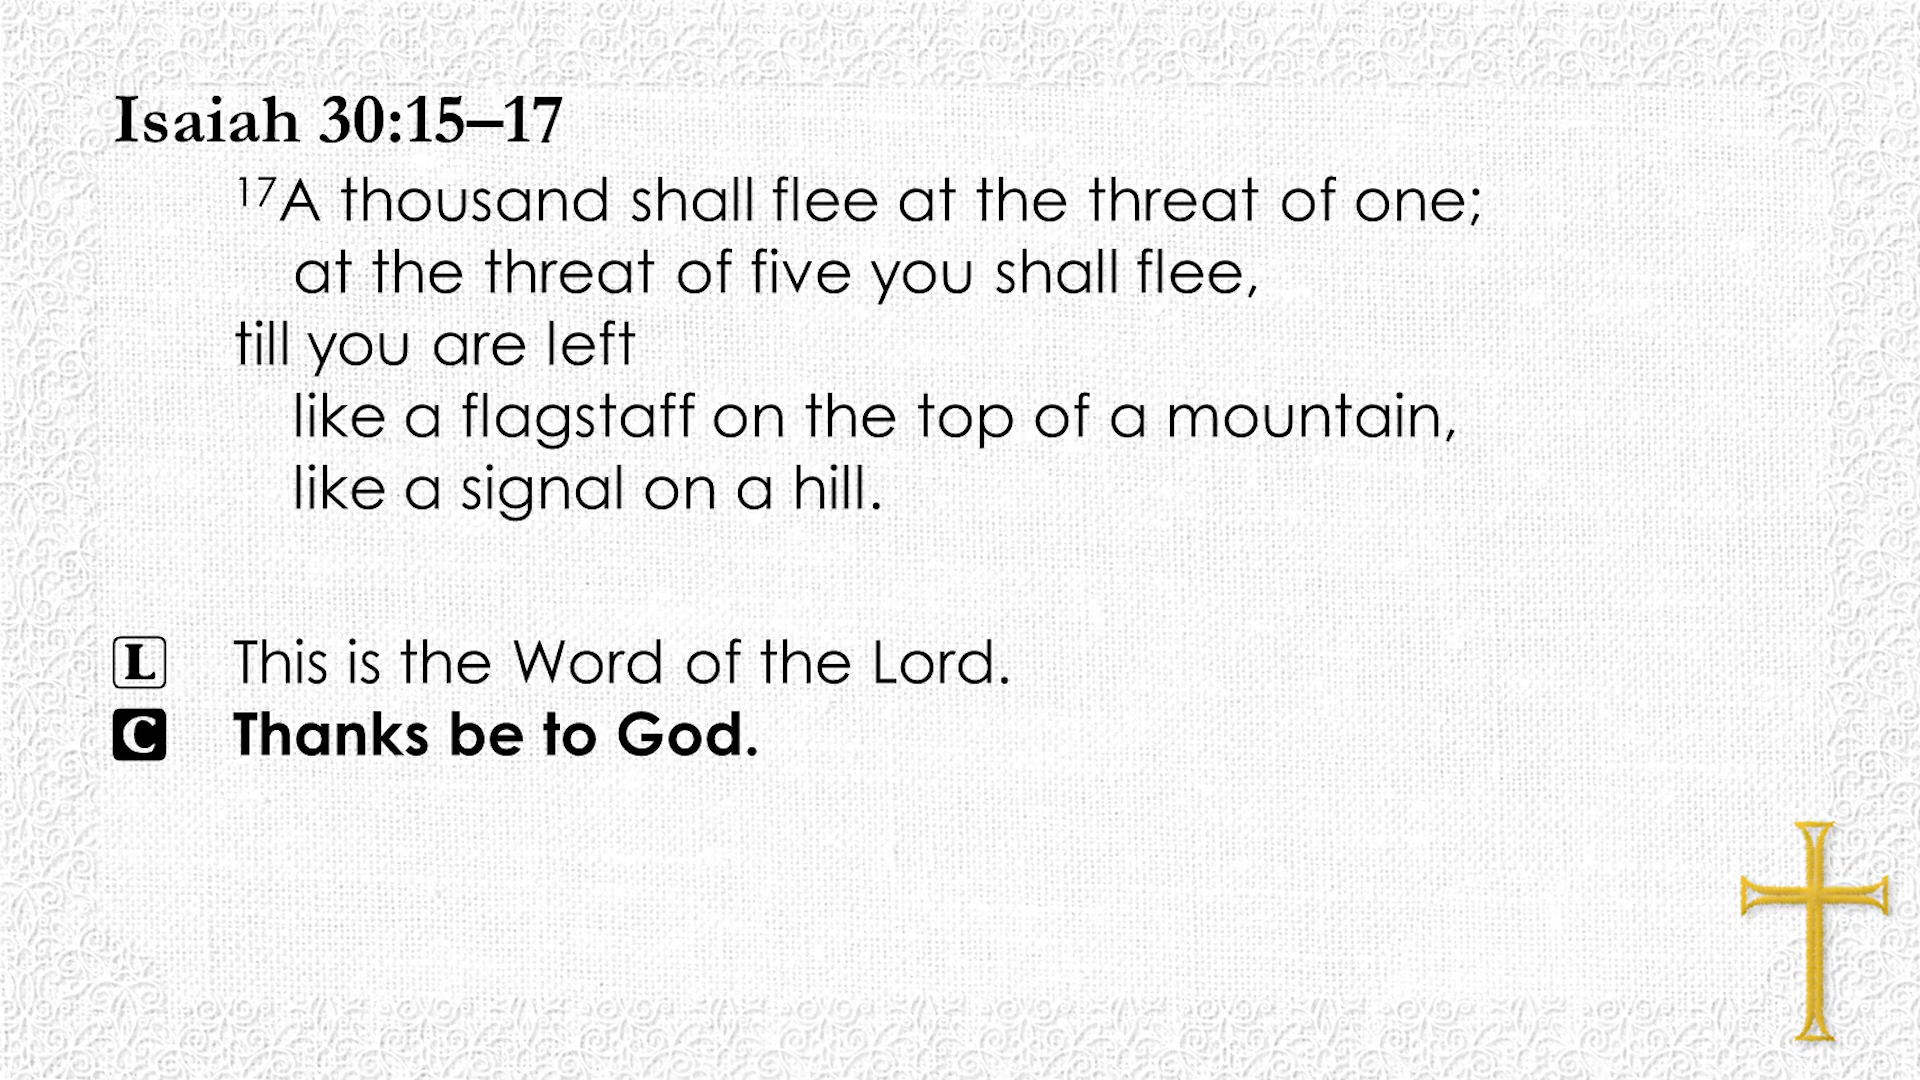 Isaiah 30:15–17
17A thousand shall flee at the threat of one;
at the threat of five you shall flee,
till you are left
like a flagstaff on the top of a mountain,
like a signal on a hill.
L This is the Word of the Lord.
C Thanks be to God.